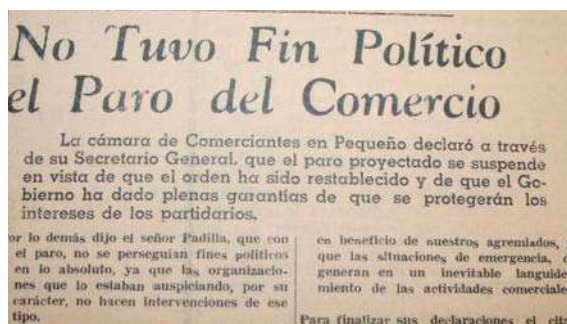 No Tuvo Fin Político
el Paro del Comercio
La cámara de Comerciantes en Pequeño declaró a través
de su Secretario General, que el paro proyectado se suspende
en vista de que el orden ha sido restablecido y de que el Go-
bierno ha dado plenas garantías de que se protegerán los
intereses de los partidarios.
or lo demás dijo el señor Padilla, que con
el paro, no se perseguían fines políticos
en lo absoluto, ya que las organizacio-
nes que lo estaban auspiciando, por su
carácter, no hacen intervenciones de ese
tipo.
en beneficio de nuestros agremiados,
que las situaciones de emergencia,
generan en un inevitable languide-
miento de las actividades comerciale
Para finalizar sus declaraciones el cit